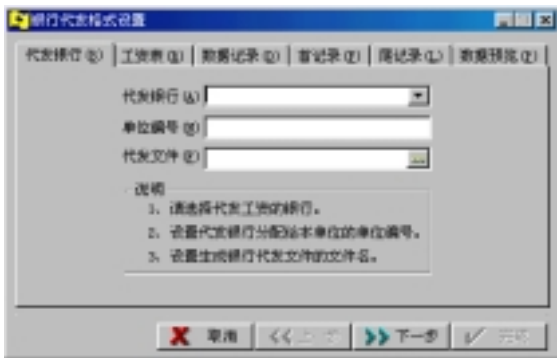 银行代发格式设置
代发银行(B) 工资表(G) 数据记录(D) 首记录(F) 尾记录(L) 数据预览(P)
代发银行(A)
单位编号(N)
代发文件(F)
说明
1、请选择代发工资的银行。
2、设置代发银行分配给本单位的单位编号。
3、设置生成银行代发文件的文件名。
取消 上一步 下一步 完成